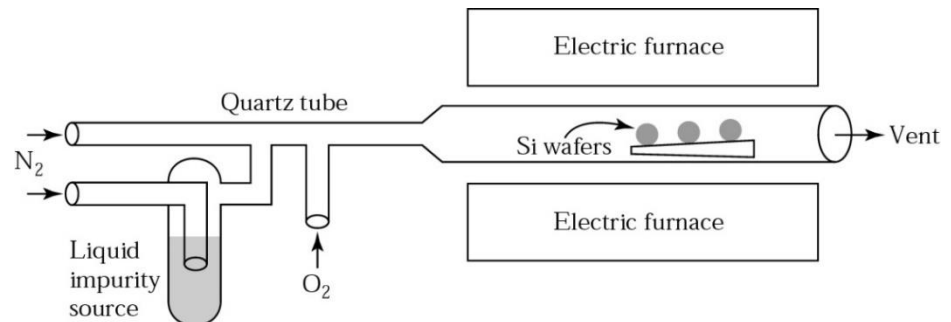 Electric furnace
Quartz tube
Si wafers
Vent
N₂
Electric furnace
Liquid
impurity
source
O₂